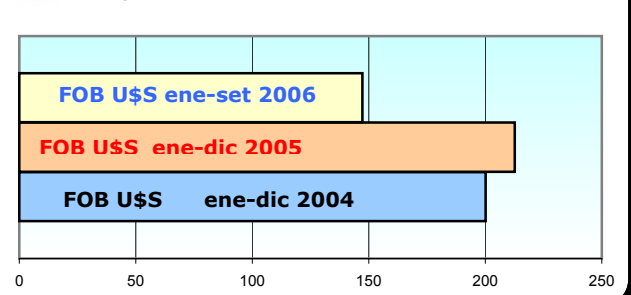 FOB U$S ene-set 2006
FOB U$S ene-dic 2005
FOB U$S ene-dic 2004
0 50 100 150 200 250